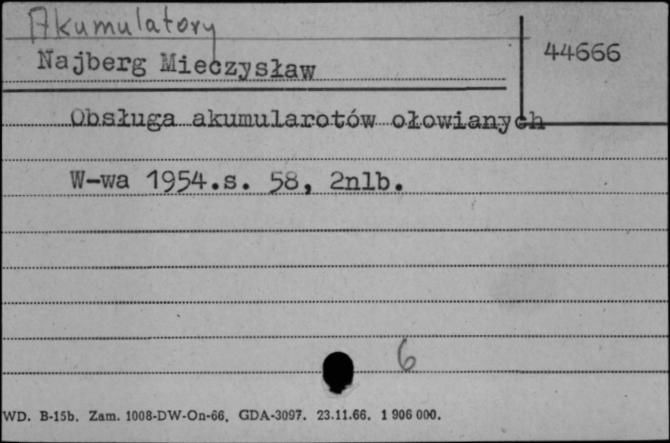 Akumulatory
44666
Najberg Mieczysław
Obsługa akumularotów ołowianych
W-wa 1954.s. 58, 2nlb.
6
WD. B-15b. Zam. 1008-DW-On-66. GDA-3097. 23.11.66. 1 906 000.